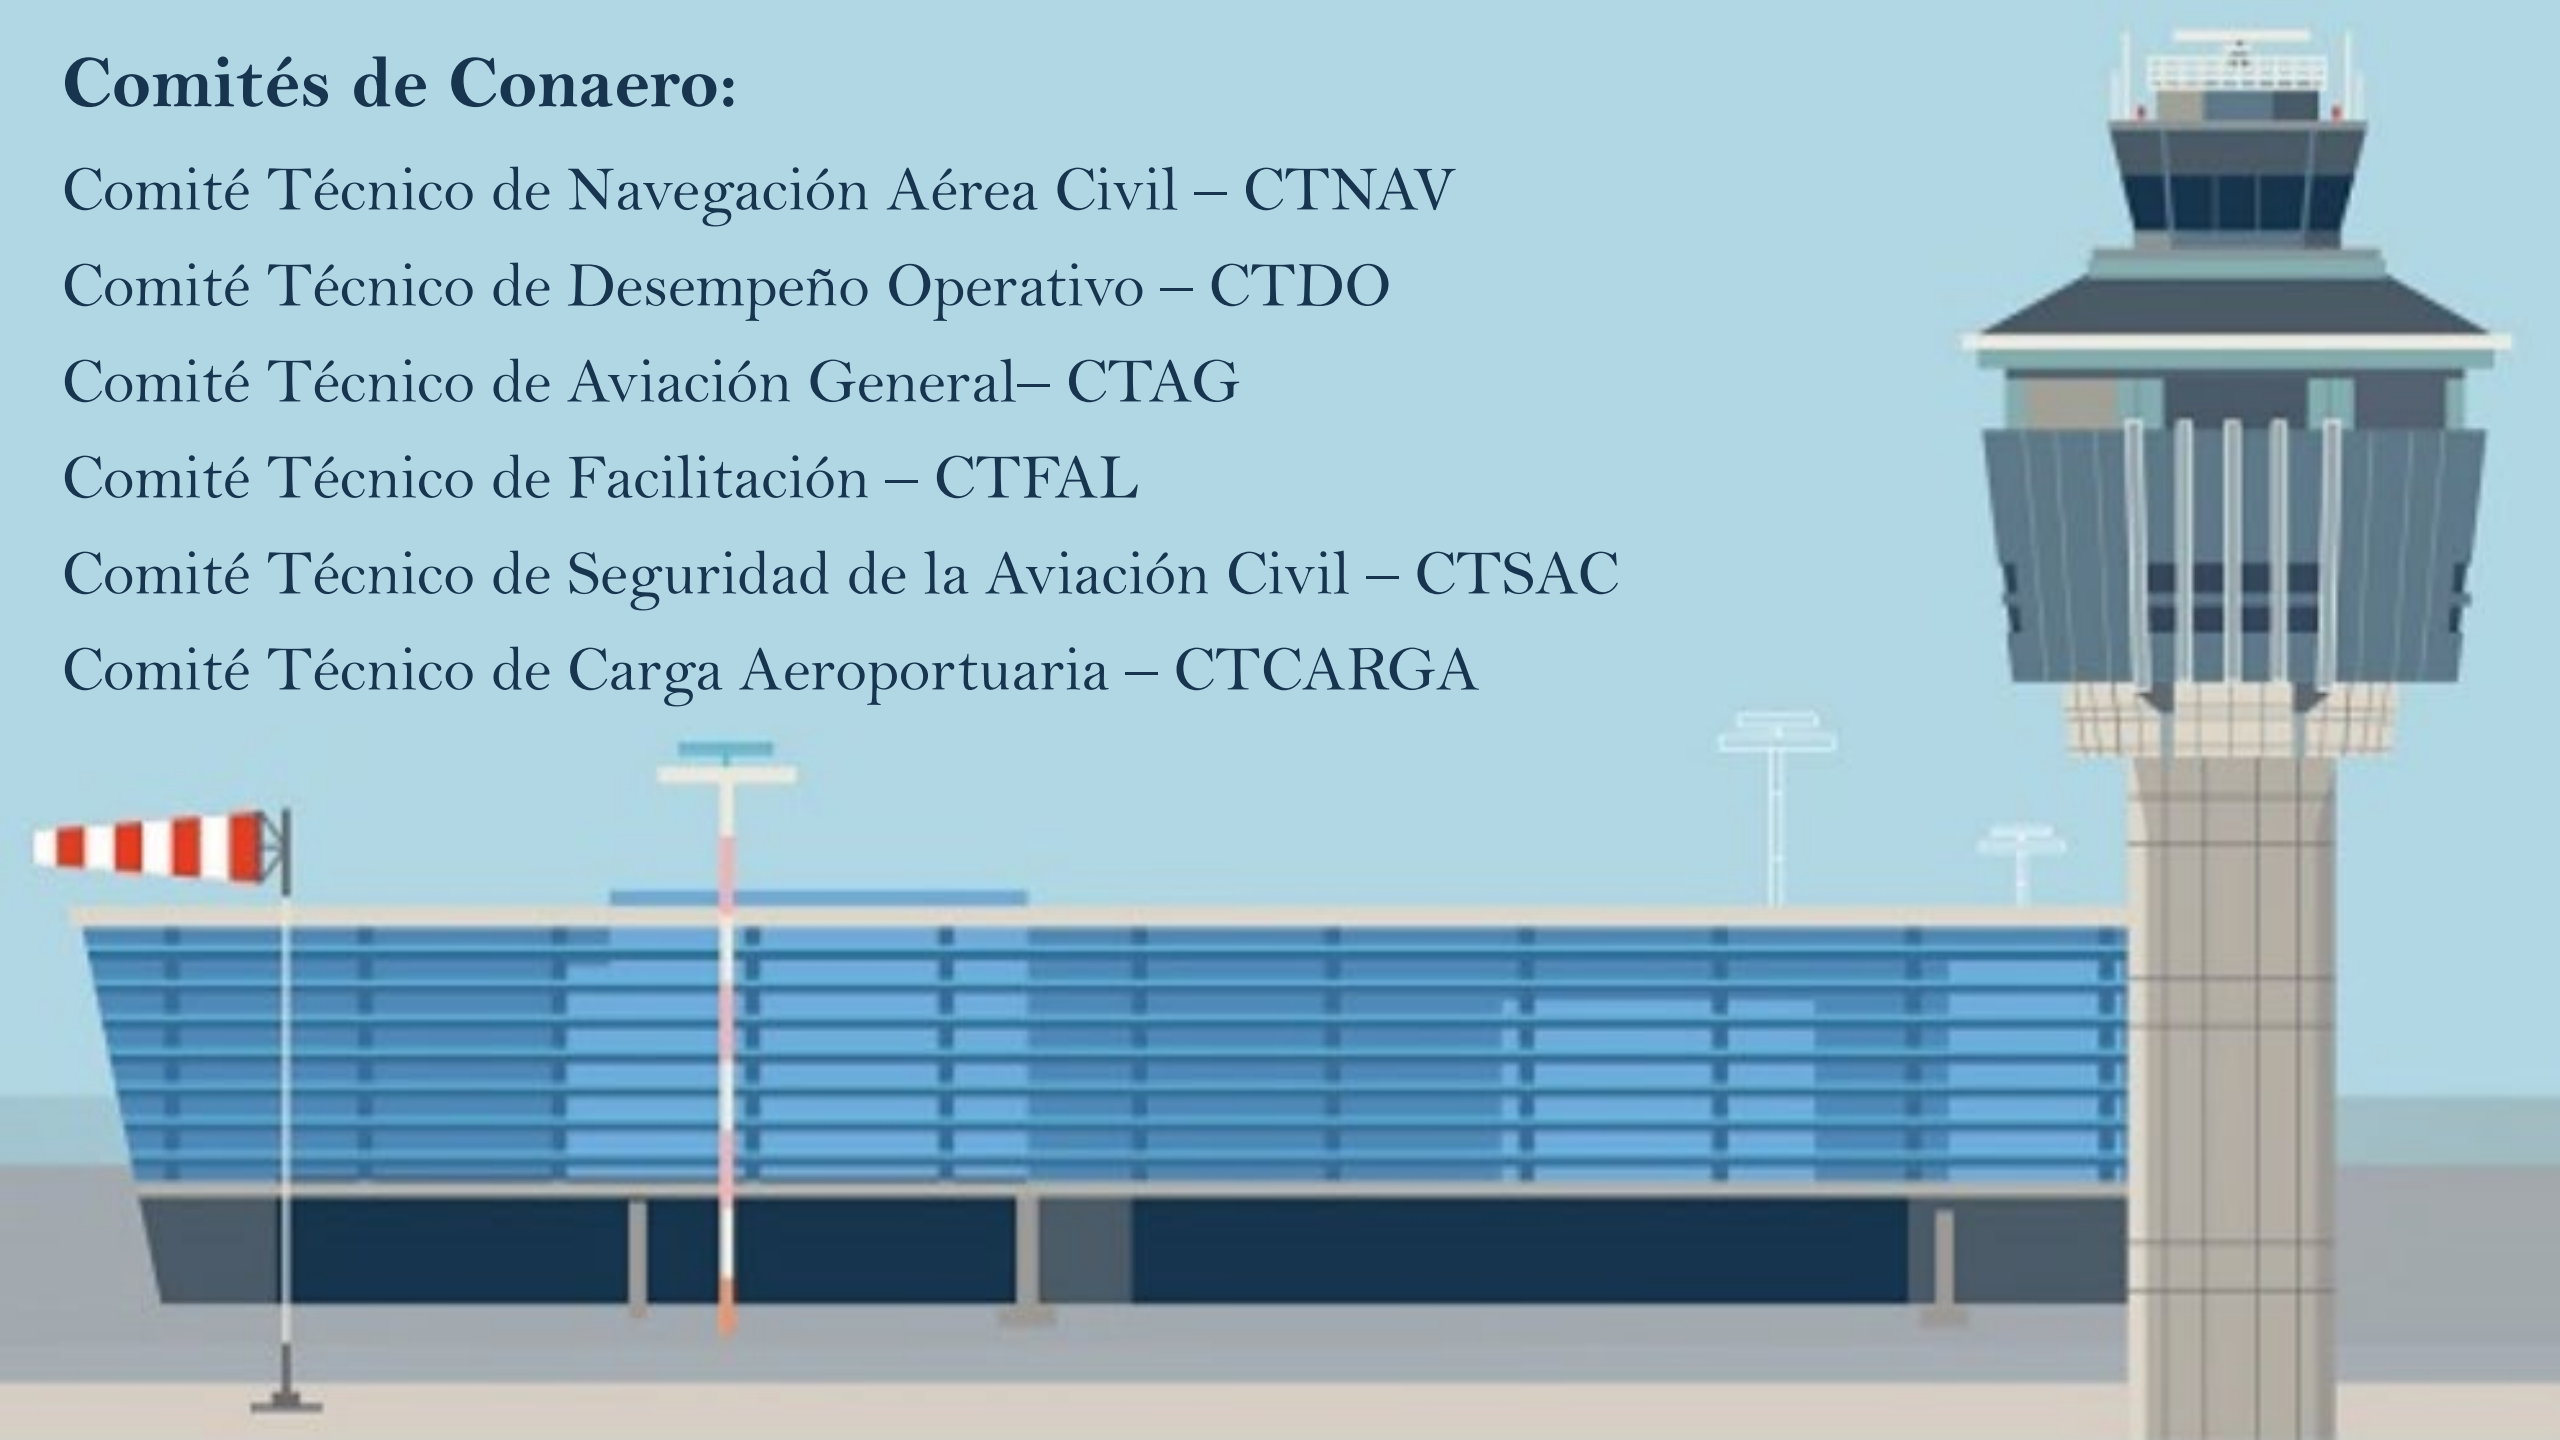 Comités de Conaero:
Comité Técnico de Navegación Aérea Civil – CTNAV
Comité Técnico de Desempeño Operativo – CTDO
Comité Técnico de Aviación General– CTAG
Comité Técnico de Facilitación – CTFAL
Comité Técnico de Seguridad de la Aviación Civil – CTSAC
Comité Técnico de Carga Aeroportuaria – CTCARGA